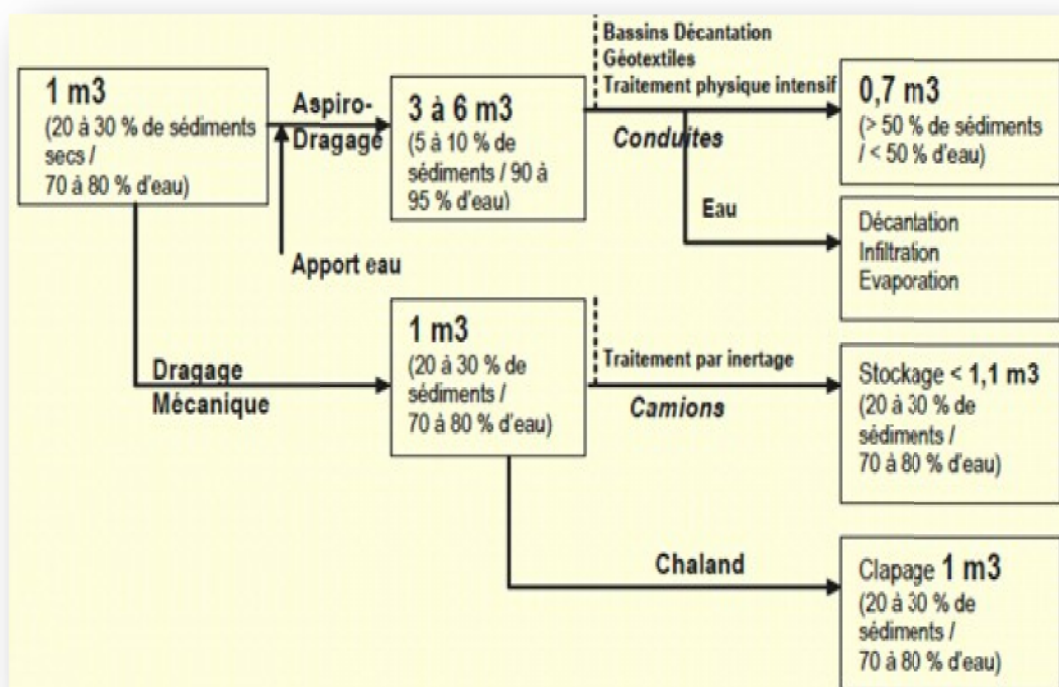 1 m3
(20 à 30 % de sédiments
secs /
70 à 80 % d'eau)
Aspiro-
Dragage
Apport eau
3 à 6 m3
(5 à 10 % de
sédiments / 90 à
95 % d'eau)
Bassins Décantation
Géotextiles
Traitement physique intensif
Conduites
Eau
0,7 m3
(> 50 % de sédiments
/ < 50 % d'eau)
Décantation
Infiltration
Evaporation
Dragage
Mécanique
1 m3
(20 à 30 % de
sédiments /
70 à 80 % d'eau)
Traitement par inertage
Camions
Stockage < 1,1 m3
(20 à 30 % de
sédiments /
70 à 80 % d'eau)
Chaland
Clapage 1 m3
(20 à 30 % de
sédiments /
70 à 80 % d'eau)